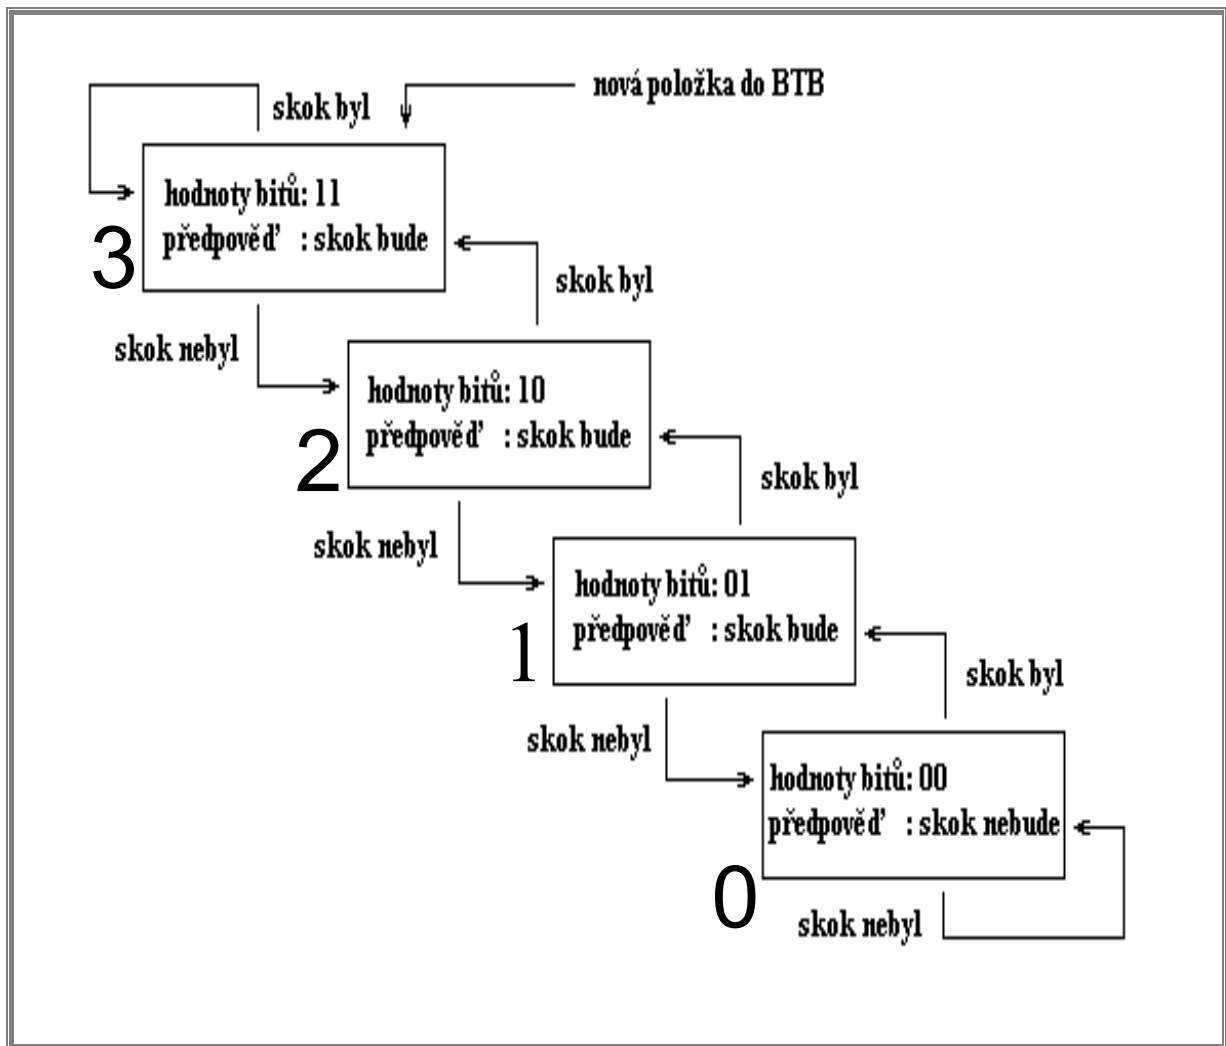 nová položka do BTB
skok byl
hodnoty bitů: 11
předpověď : skok bude
3
skok byl
skok nebyl
hodnoty bitů: 10
předpověď : skok bude
2
skok byl
skok nebyl
hodnoty bitů: 01
předpověď : skok bude
1
skok byl
skok nebyl
hodnoty bitů: 00
předpověď : skok nebude
0
skok nebyl